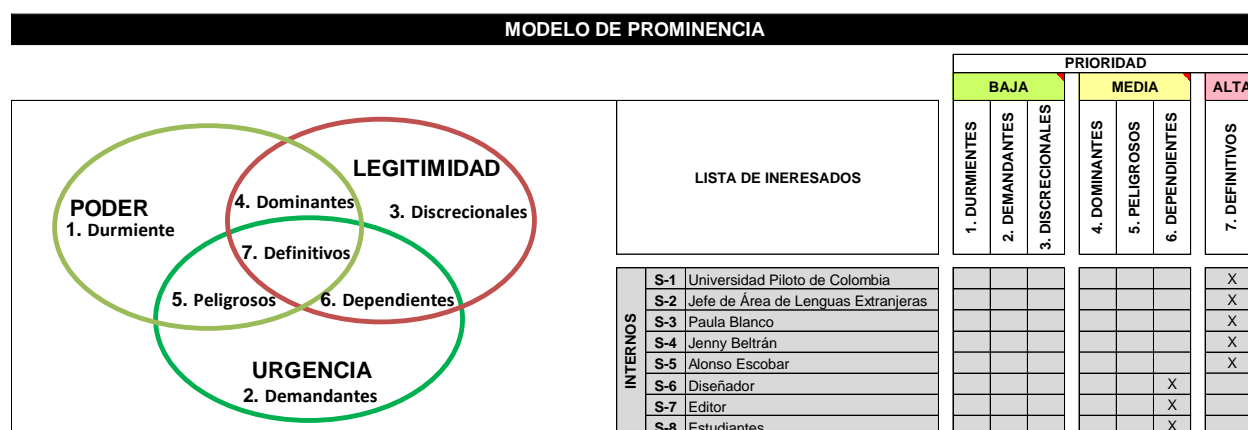 MODELO DE PROMINENCIA
PRIORIDAD
BAJA MEDIA ALTA
LEGITIMIDAD
PODER
1. Durmiente
4. Dominantes
3. Discrecionales
7. Definitivos
5. Peligrosos
6. Dependientes
URGENCIA
2. Demandantes
LISTA DE INERESADOS
1. DURMIENTES
2. DEMANDANTES
3. DISCRECIONALES
4. DOMINANTES
5. PELIGROSOS
6. DEPENDIENTES
7. DEFINITIVOS
INTERNOS
S-1 Universidad Piloto de Colombia X
S-2 Jefe de Área de Lenguas Extranjeras X
S-3 Paula Blanco X
S-4 Jenny Beltrán X
S-5 Alonso Escobar X
S-6 Diseñador X
S-7 Editor X
S-8 Estudiantes X